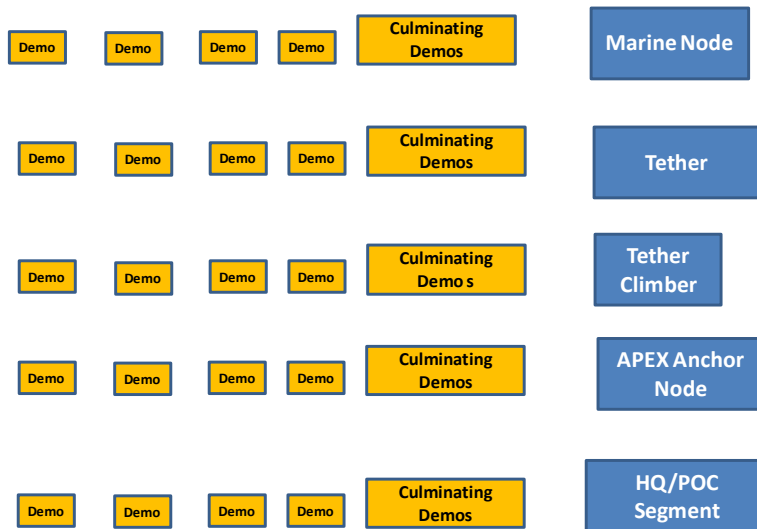 Demo Demo Demo Demo Culminating Demos Marine Node
Demo Demo Demo Demo Culminating Demos Tether
Demo Demo Demo Demo Culminating Demo s Tether Climber
Demo Demo Demo Demo Culminating Demos APEX Anchor Node
Demo Demo Demo Demo Culminating Demos HQ/POC Segment